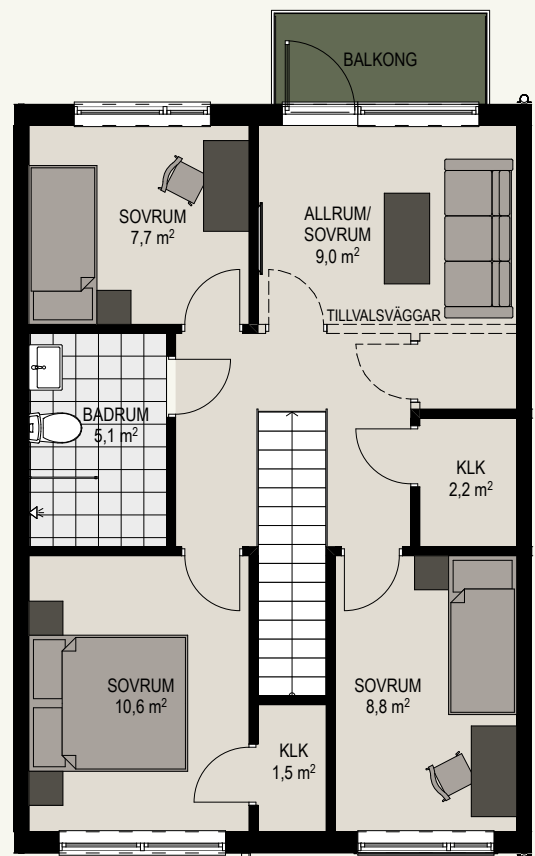 BALKONG
SOVRUM
7,7 m²
ALLRUM/
SOVRUM
9,0 m²
TILLVALSVÄGGAR
BADRUM
5,1 m²
KLK
2,2 m²
SOVRUM
10,6 m²
SOVRUM
8,8 m²
KLK
1,5 m²